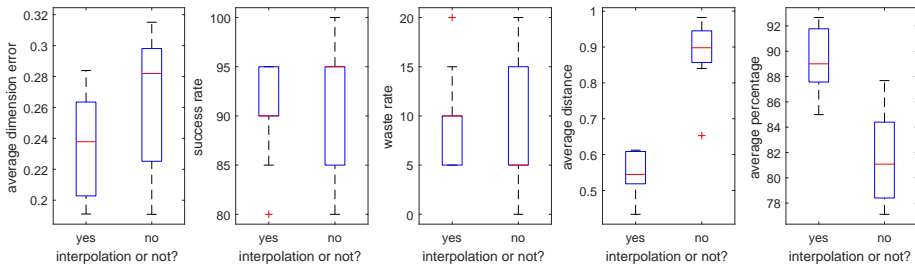 average dimension error
0.32
0.3
0.28
0.26
0.24
0.22
0.2
yes
no
interpolation or not?
success rate
100
95
90
85
80
yes
no
interpolation or not?
waste rate
20
15
10
5
0
yes
no
interpolation or not?
average distance
1
0.9
0.8
0.7
0.6
0.5
yes
no
interpolation or not?
average percentage
92
90
88
86
84
82
80
78
yes
no
interpolation or not?